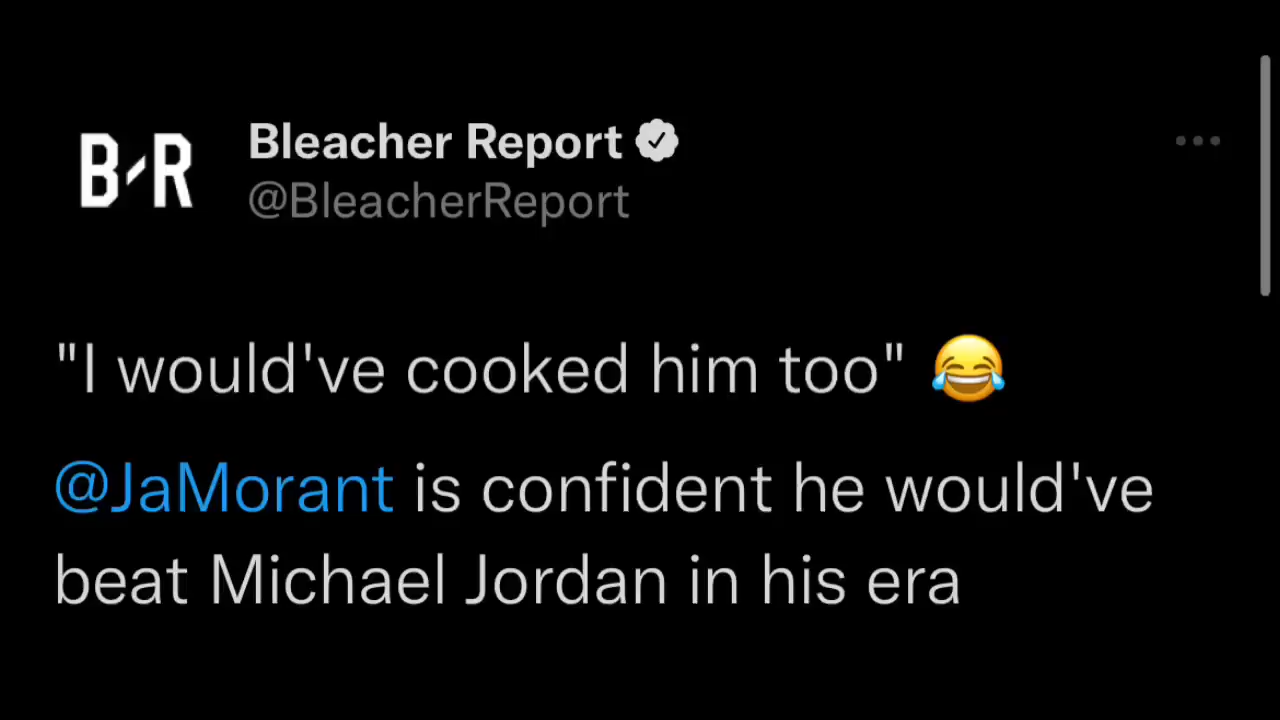 B/R
Bleacher Report
@BleacherReport
"I would've cooked him too" 😂
@JaMorant is confident he would've
beat Michael Jordan in his era